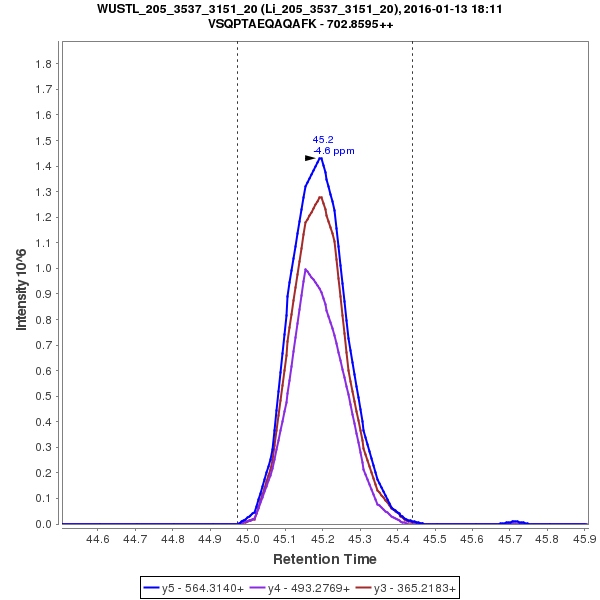 WUSTL_205_3537_3151_20 (Li_205_3537_3151_20), 2016-01-13 18:11
VSQPTAEQAQAFK - 702.8595++
1.8
1.7
1.6
1.5
1.4
1.3
1.2
1.1
1.0
0.9
0.8
0.7
0.6
0.5
0.4
0.3
0.2
0.1
0.0
Intensity 10^6
45.2
-4.6 ppm
44.6 44.7 44.8 44.9 45.0 45.1 45.2 45.3 45.4 45.5 45.6 45.7 45.8 45.9
Retention Time
y5 - 564.3140+ y4 - 493.2769+ y3 - 365.2183+